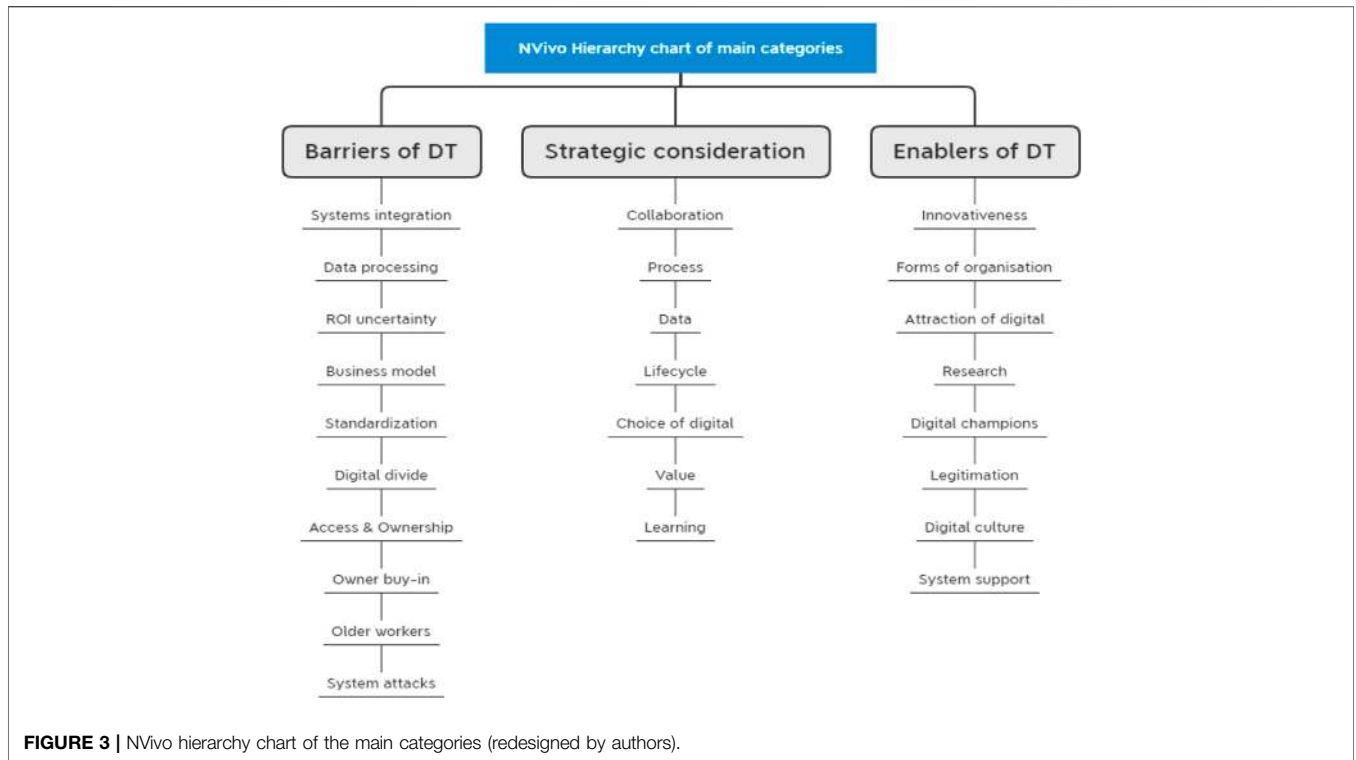 NVivo Hierarchy chart of main categories
Barriers of DT
Systems integration
Data processing
ROI uncertainty
Business model
Standardization
Digital divide
Access & Ownership
Owner buy-in
Older workers
System attacks
Strategic consideration
Collaboration
Process
Data
Lifecycle
Choice of digital
Value
Learning
Enablers of DT
Innovativeness
Forms of organisation
Attraction of digital
Research
Digital champions
Legitimation
Digital culture
System support
FIGURE 3 | NVivo hierarchy chart of the main categories (redesigned by authors).